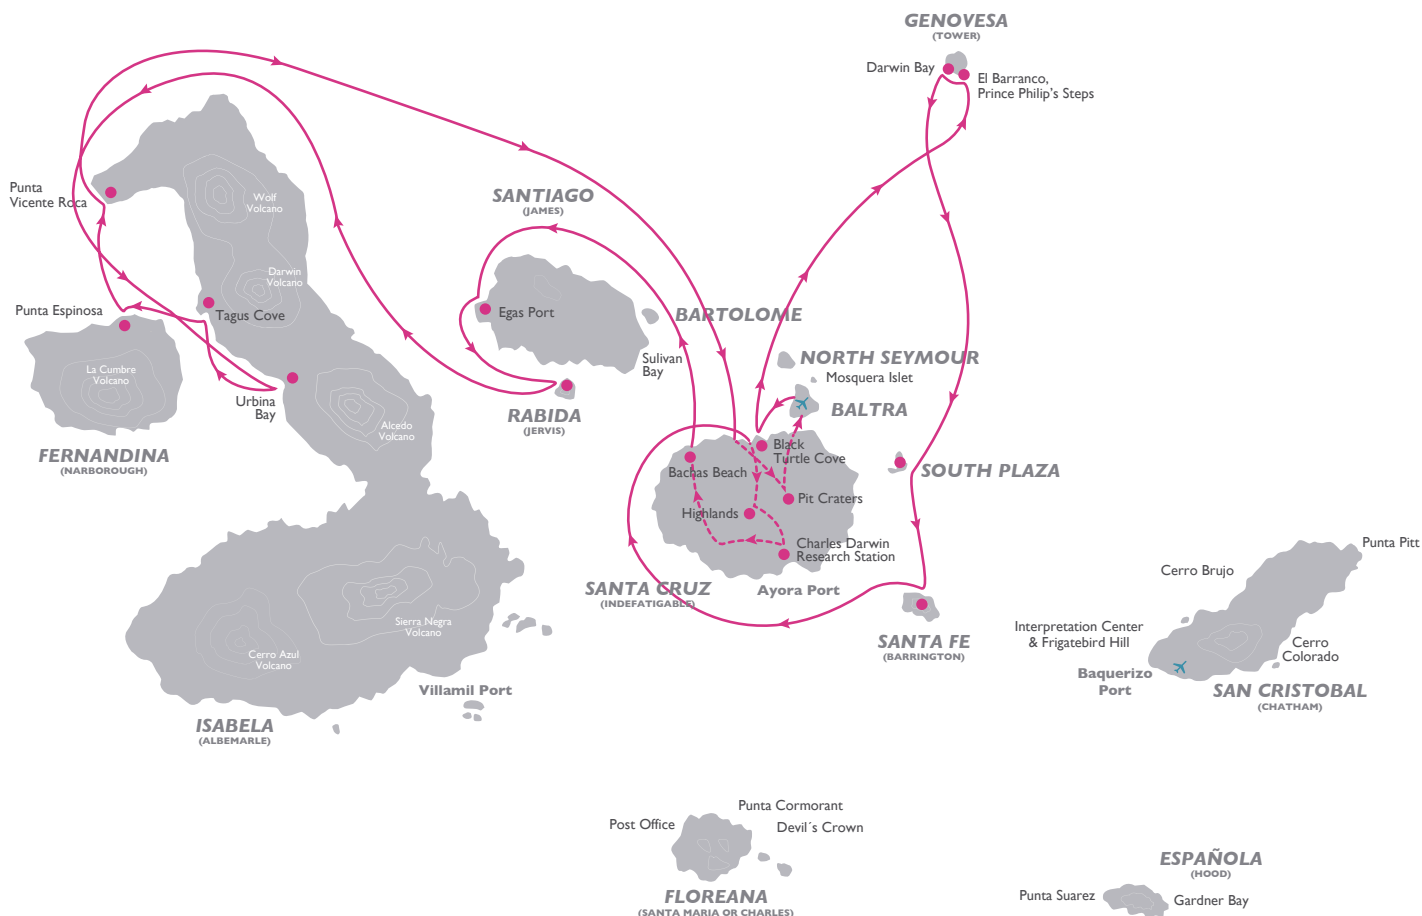 GENOVESA
(TOWER)
Darwin Bay
El Barranco,
Prince Philip's Steps
Punta
Vicente Roca
Wolf
Volcano
SANTIAGO
(JAMES)
Darwin
Volcano
Punta Espinosa
Tagus Cove
Egas Port
BARTOLOME
Sulivan
Bay
NORTH SEYMOUR
Mosquera Islet
BALTRA
La Cumbre
Volcano
Urbina
Bay
Alcedo
Volcano
RABIDA
(JERVIS)
FERNANDINA
(NARBOROUGH)
Black
Turtle Cove
Bachas Beach
SOUTH PLAZA
Pit Craters
Highlands
Charles Darwin
Research Station
SANTA CRUZ
(INDEFATIGABLE)
Ayora Port
Punta Pitt
Cerro Brujo
Sierra Negra
Volcano
Cerro Azul
Volcano
SANTA FE
(BARRINGTON)
Interpretation Center
& Frigatebird Hill
Cerro
Colorado
Baquerizo
Port
SAN CRISTOBAL
(CHATHAM)
Villamil Port
ISABELA
(ALBEMARLE)
Punta Cormorant
Post Office
Devil´s Crown
FLOREANA
(SANTA MARIA OR CHARLES)
ESPAÑOLA
(HOOD)
Punta Suarez
Gardner Bay